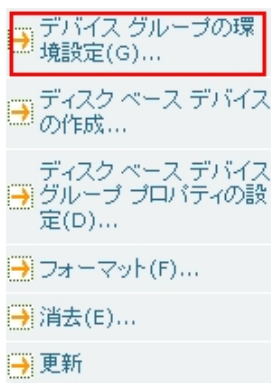 デバイス グループの環
境設定(G)...
ディスク ベース デバイス
の作成...
ディスク ベース デバイス
グループ プロパティの設
定(D)...
フォーマット(F)...
消去(E)...
更新